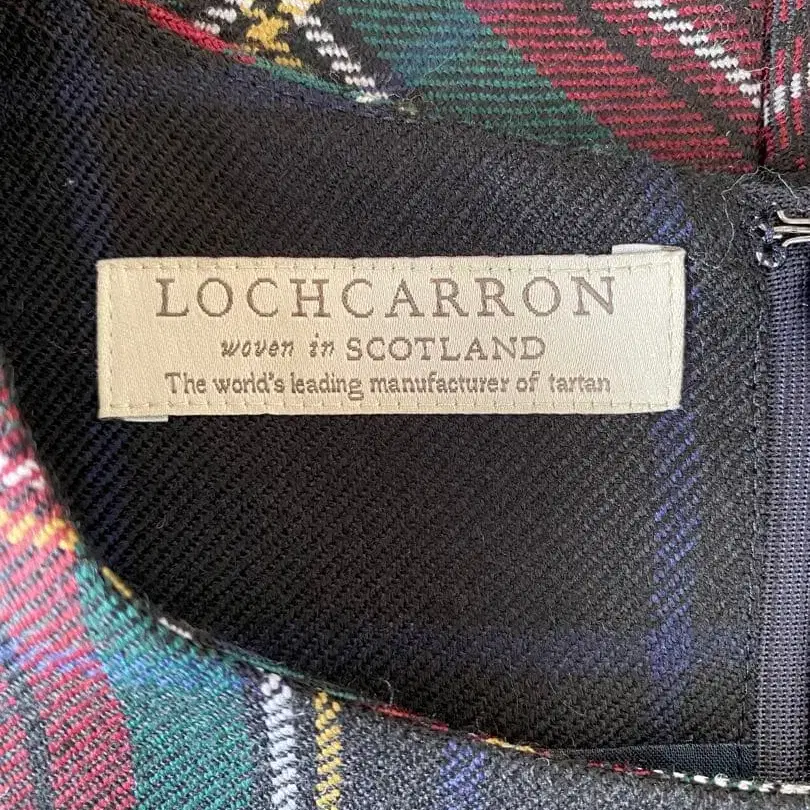 LOCHCARRON
woven in SCOTLAND
The world's leading manufacturer of tartan